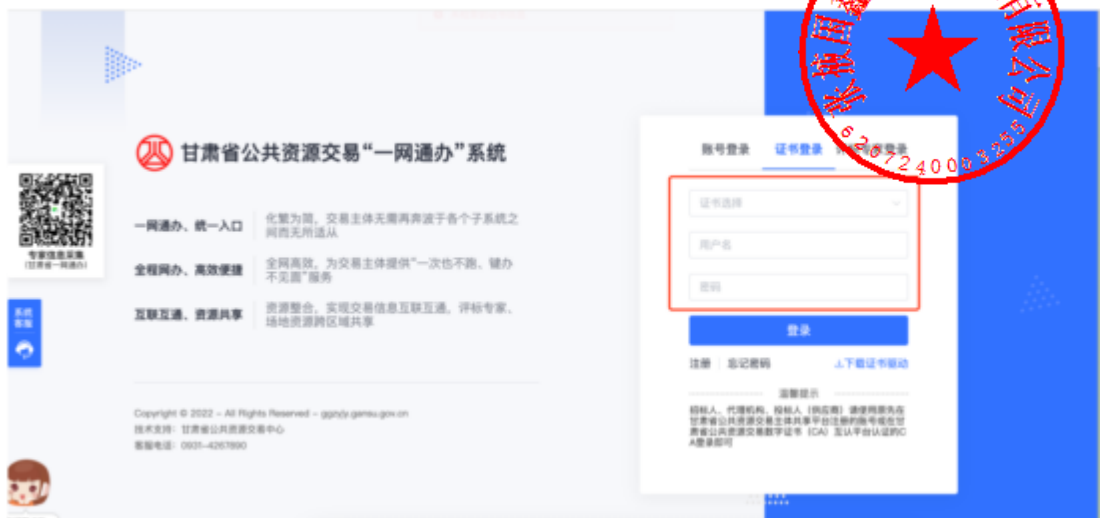 甘肃省公共资源交易“一网通办”系统
一网通办、统一入口
化繁为简，交易主体无需再奔波于各个子系统之
间而无所适从
全程网办、高效便捷
全网高效，为交易主体提供“一次也不跑、键办
不见面”服务
互联互通、资源共享
资源整合，实现交易信息互联互通，评标专家、
场地资源跨区域共享
Copyright © 2022 - All Rights Reserved - ggzyjy.gansu.gov.cn
技术支持：甘肃省公共资源交易中心
客服电话：0931-4267890
专家信息采集
(甘肃省一网通办)
系统
客服
有限公司
账号登录 证书登录
证书选择
用户名
密码
登录
注册 忘记密码 下载证书驱动
温馨提示
招标人、代理机构、投标人（供应商）请使用原先在
甘肃省公共资源交易主体共享平台注册的账号或在甘
肃省公共资源交易数字证书（CA）互认平台认证的C
A登录即可